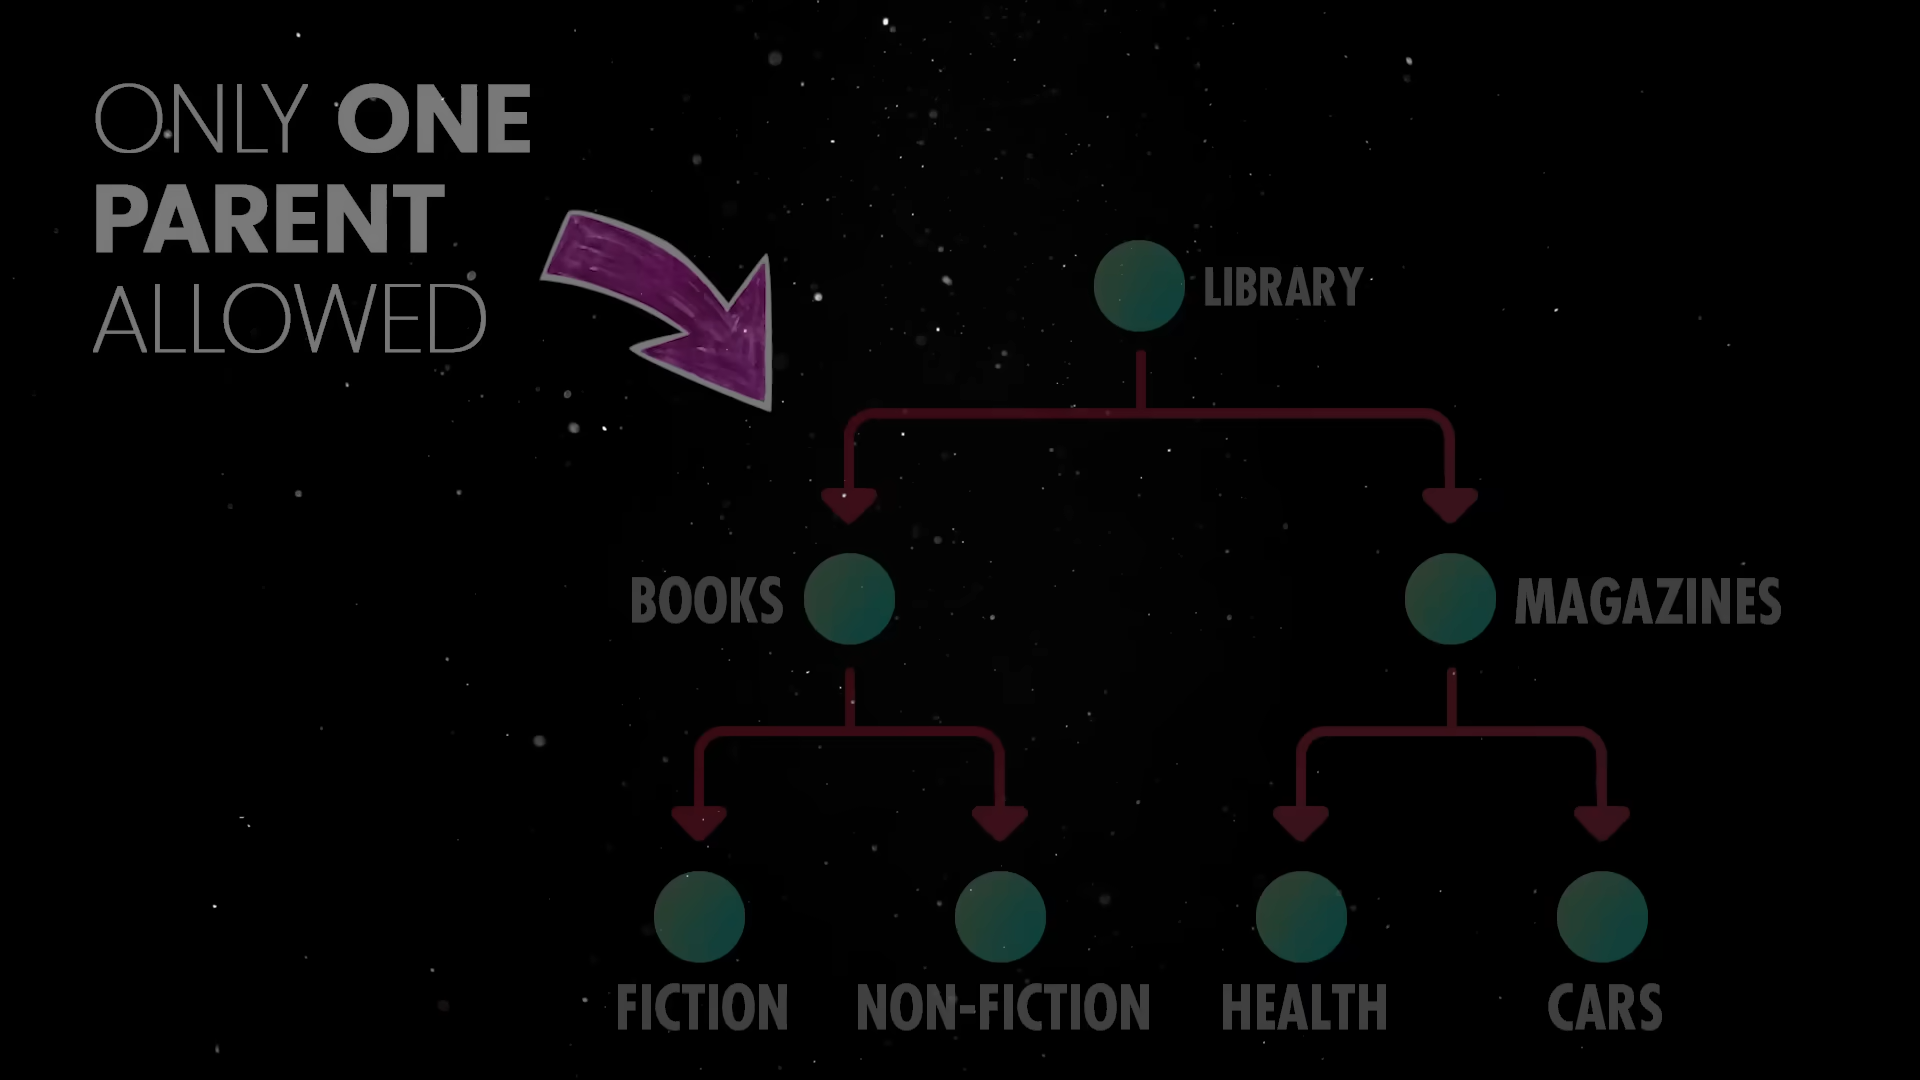 ONLY ONE
PARENT
ALLOWED
LIBRARY
BOOKS
MAGAZINES
FICTION
NON-FICTION
HEALTH
CARS